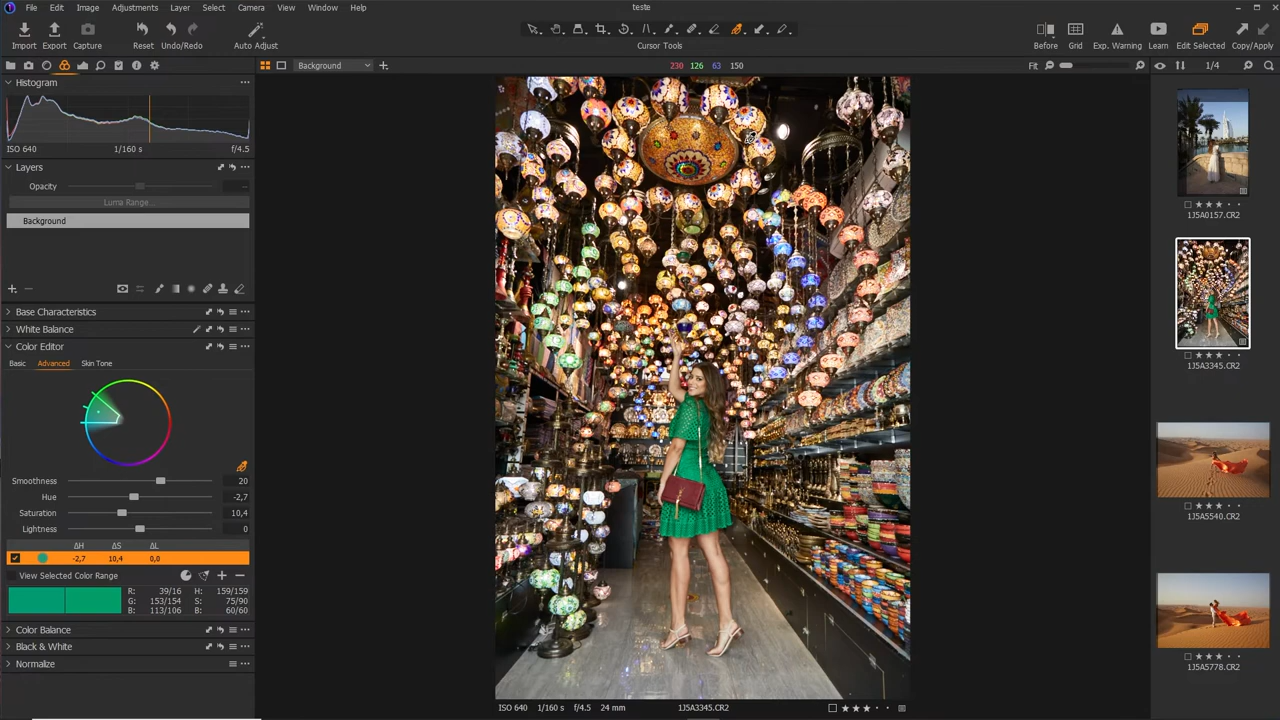 File Edit Image Adjustments Layer Select Camera View Window Help
teste
Import Export Capture Reset Undo/Redo Auto Adjust
Cursor Tools
Before Grid Exp. Warning Learn Edit Selected Copy/Apply
Background
230 126 63 150
Fit
1/4
Histogram
ISO 640 1/160 s f/4.5
Layers
Opacity
Luma Range...
Background
Base Characteristics
White Balance
Color Editor
Basic Advanced Skin Tone
Smoothness 20
Hue -2,7
Saturation 10,4
Lightness 0
ΔH ΔS ΔL
-2,7 10,4 0,0
View Selected Color Range
R: 39/16 H: 159/159
G: 153/154 S: 75/90
B: 113/106 B: 60/60
Color Balance
Black & White
Normalize
1J5A0157.CR2
1J5A3345.CR2
1J5A5540.CR2
1J5A5778.CR2
ISO 640 1/160 s f/4.5 24 mm 1J5A3345.CR2